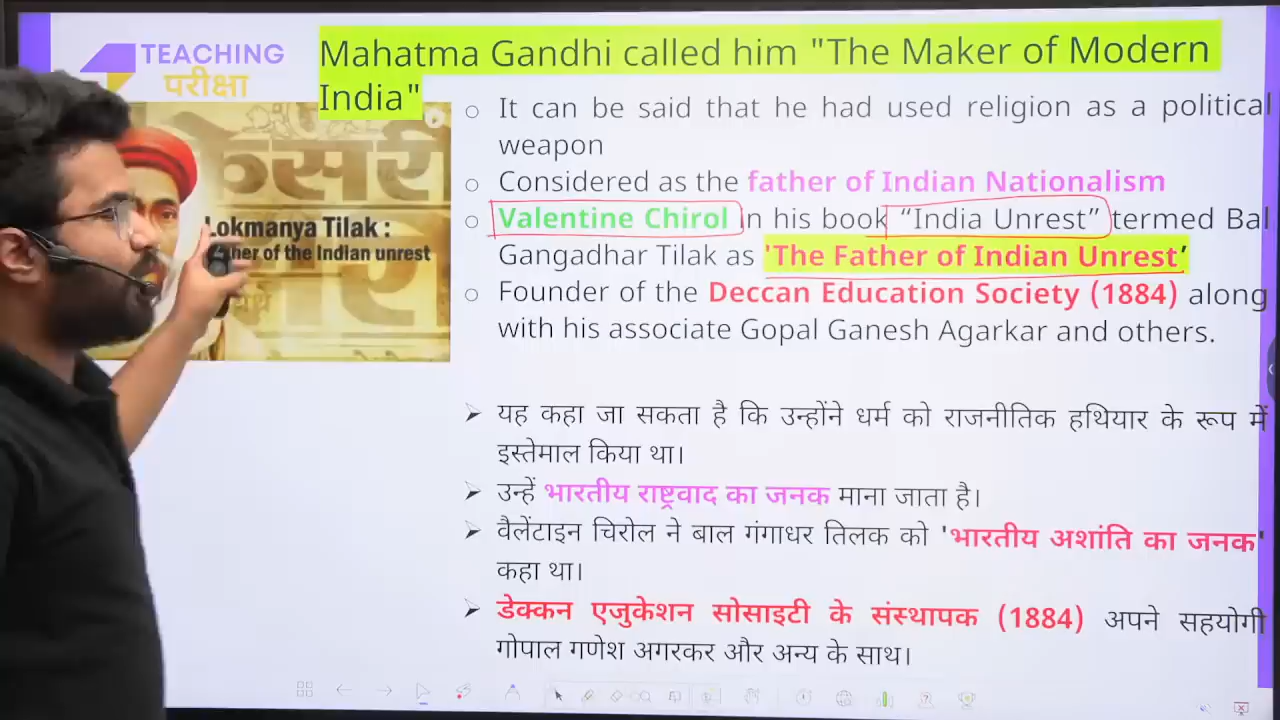 TEACHING
परीक्षा
Mahatma Gandhi called him "The Maker of Modern
India"
It can be said that he had used religion as a political
weapon
Considered as the father of Indian Nationalism
Valentine Chirol in his book “India Unrest” termed Bal
Gangadhar Tilak as 'The Father of Indian Unrest’
Founder of the Deccan Education Society (1884) along
with his associate Gopal Ganesh Agarkar and others.
Lokmanya Tilak :
of the Indian unrest
यह कहा जा सकता है कि उन्होंने धर्म को राजनीतिक हथियार के रूप में
इस्तेमाल किया था।
उन्हें भारतीय राष्ट्रवाद का जनक माना जाता है।
वैलेंटाइन चिरोल ने बाल गंगाधर तिलक को 'भारतीय अशांति का जनक'
कहा था।
डेक्कन एजुकेशन सोसाइटी के संस्थापक (1884) अपने सहयोगी
गोपाल गणेश अगरकर और अन्य के साथ।